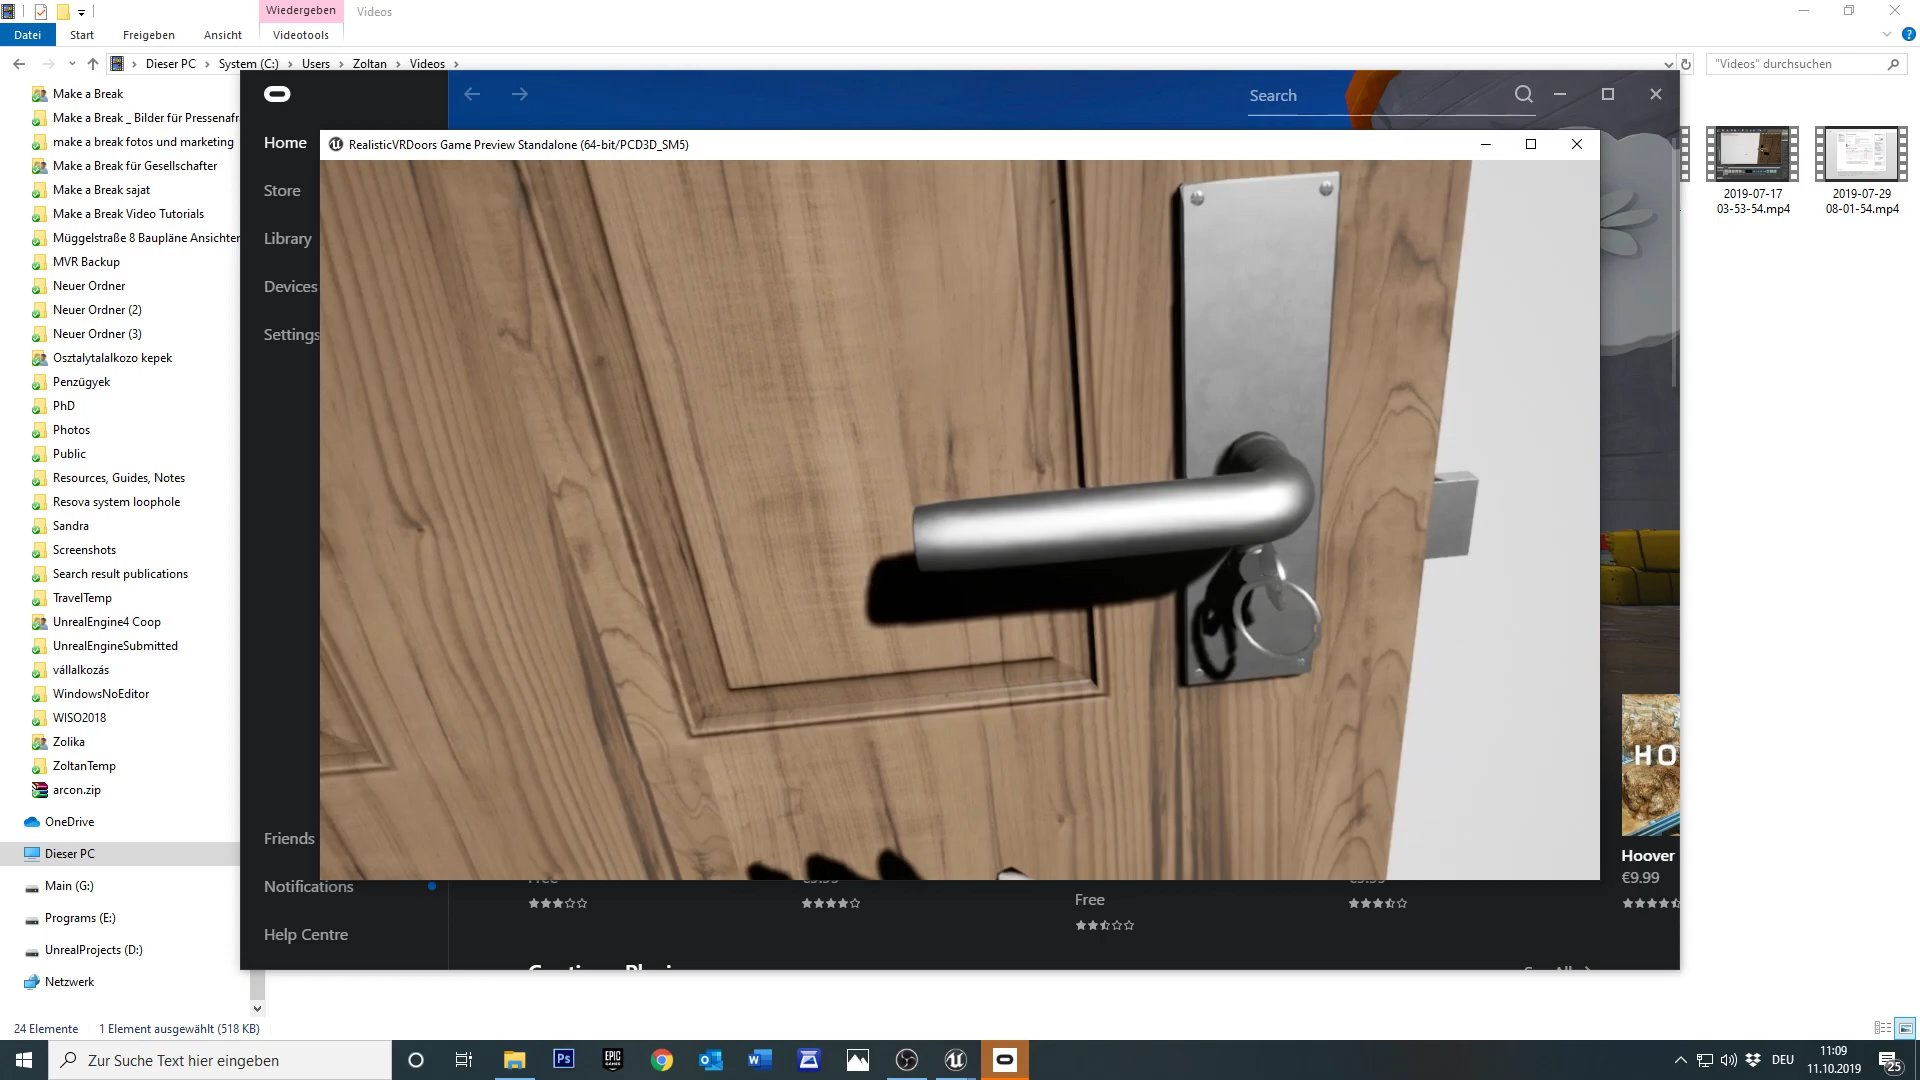 Wiedergeben
Videos
Datei
Start
Freigeben
Ansicht
Videotools
Dieser PC
System (C:)
Users
Zoltan
Videos
"Videos" durchsuchen
Make a Break
Make a Break _ Bilder für Pressenafr
make a break fotos und marketing
Make a Break für Gesellschafter
Make a Break sajat
Make a Break Video Tutorials
Müggelstraße 8 Baupläne Ansichter
MVR Backup
Neuer Ordner
Neuer Ordner (2)
Neuer Ordner (3)
Osztalytalalkozo kepek
Penzügyek
PhD
Photos
Public
Resources, Guides, Notes
Resova system loophole
Sandra
Screenshots
Search result publications
TravelTemp
UnrealEngine4 Coop
UnrealEngineSubmitted
vállalkozás
WindowsNoEditor
WISO2018
Zolika
ZoltanTemp
arcon.zip
OneDrive
Dieser PC
Main (G:)
Programs (E:)
UnrealProjects (D:)
Netzwerk
24 Elemente
1 Element ausgewählt (518 KB)
Search
Home
Store
Library
Devices
Settings
Friends
Notifications
Help Centre
RealisticVRDoors Game Preview Standalone (64-bit/PCD3D_SM5)
Free
HO
Hoover
€9.99
2019-07-17
03-53-54.mp4
2019-07-29
08-01-54.mp4
Zur Suche Text hier eingeben
Ps
EPIC
GAMES
DEU
11:09
11.10.2019
25